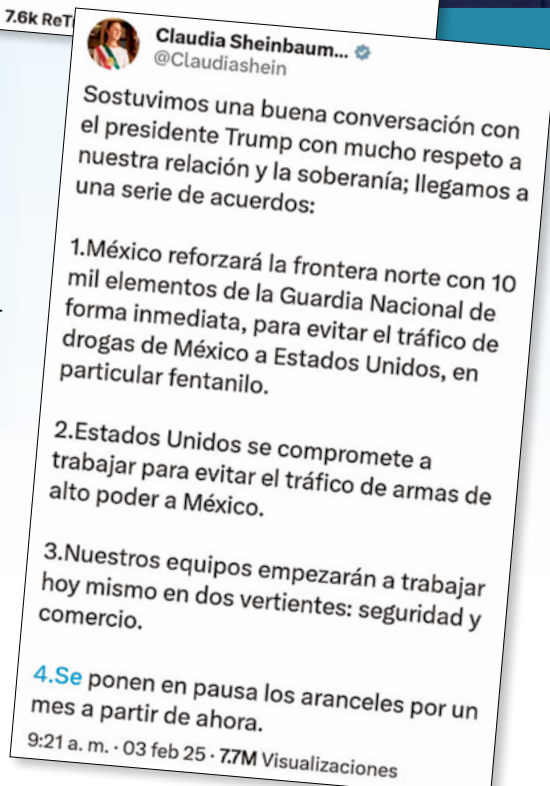 7.6k ReT
Claudia Sheinbaum...
@Claudiashein
Sostuvimos una buena conversación con
el presidente Trump con mucho respeto a
nuestra relación y la soberanía; llegamos a
una serie de acuerdos:
1.México reforzará la frontera norte con 10
mil elementos de la Guardia Nacional de
forma inmediata, para evitar el tráfico de
drogas de México a Estados Unidos, en
particular fentanilo.
2.Estados Unidos se compromete a
trabajar para evitar el tráfico de armas de
alto poder a México.
3.Nuestros equipos empezarán a trabajar
hoy mismo en dos vertientes: seguridad y
comercio.
4.Se ponen en pausa los aranceles por un
mes a partir de ahora.
9:21 a. m. · 03 feb 25 · 7.7M Visualizaciones